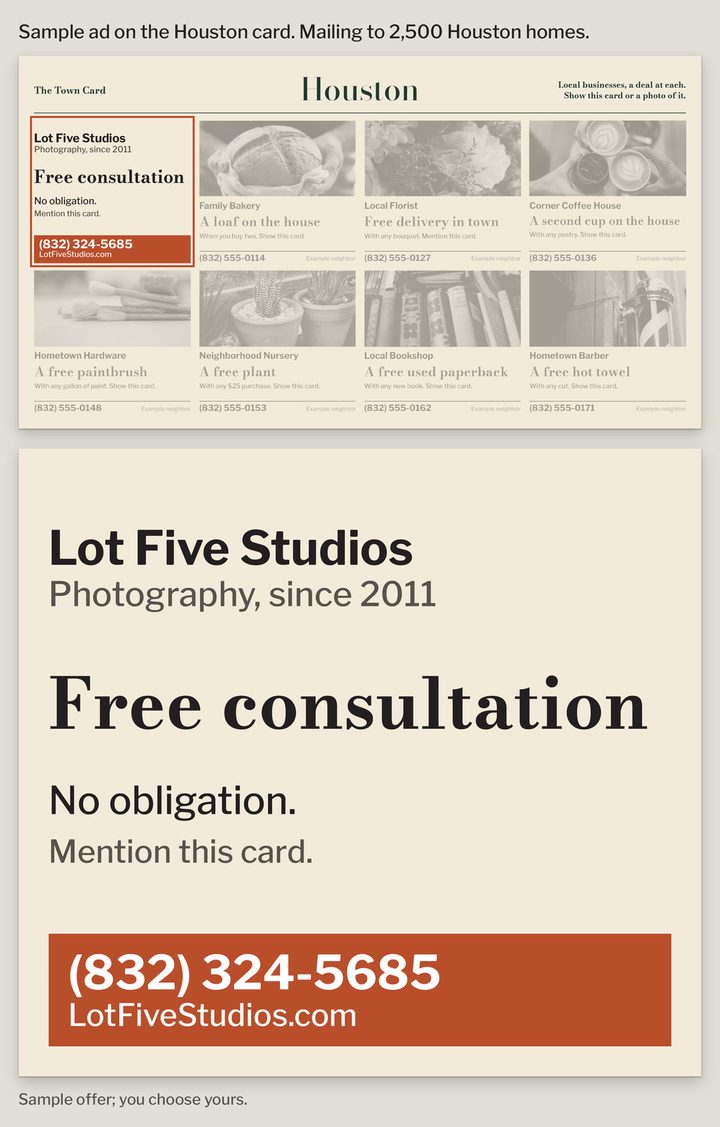 Sample ad on the Houston card. Mailing to 2,500 Houston homes.
The Town Card
Houston
Local businesses, a deal at each.
Show this card or a photo of it.
Lot Five Studios
Photography, since 2011
Free consultation
No obligation.
Mention this card.
(832) 324-5685
LotFiveStudios.com
Family Bakery
A loaf on the house
When you buy two. Show this card.
(832) 555-0114 Example neighbor
Local Florist
Free delivery in town
With any bouquet. Mention this card.
(832) 555-0127 Example neighbor
Corner Coffee House
A second cup on the house
With any pastry. Show this card.
(832) 555-0136 Example neighbor
Hometown Hardware
A free paintbrush
With any gallon of paint. Show this card.
(832) 555-0148 Example neighbor
Neighborhood Nursery
A free plant
With any $25 purchase. Show this card.
(832) 555-0153 Example neighbor
Local Bookshop
A free used paperback
With any new book. Show this card.
(832) 555-0162 Example neighbor
Hometown Barber
A free hot towel
With any cut. Show this card.
(832) 555-0171 Example neighbor
Lot Five Studios
Photography, since 2011
Free consultation
No obligation.
Mention this card.
(832) 324-5685
LotFiveStudios.com
Sample offer; you choose yours.